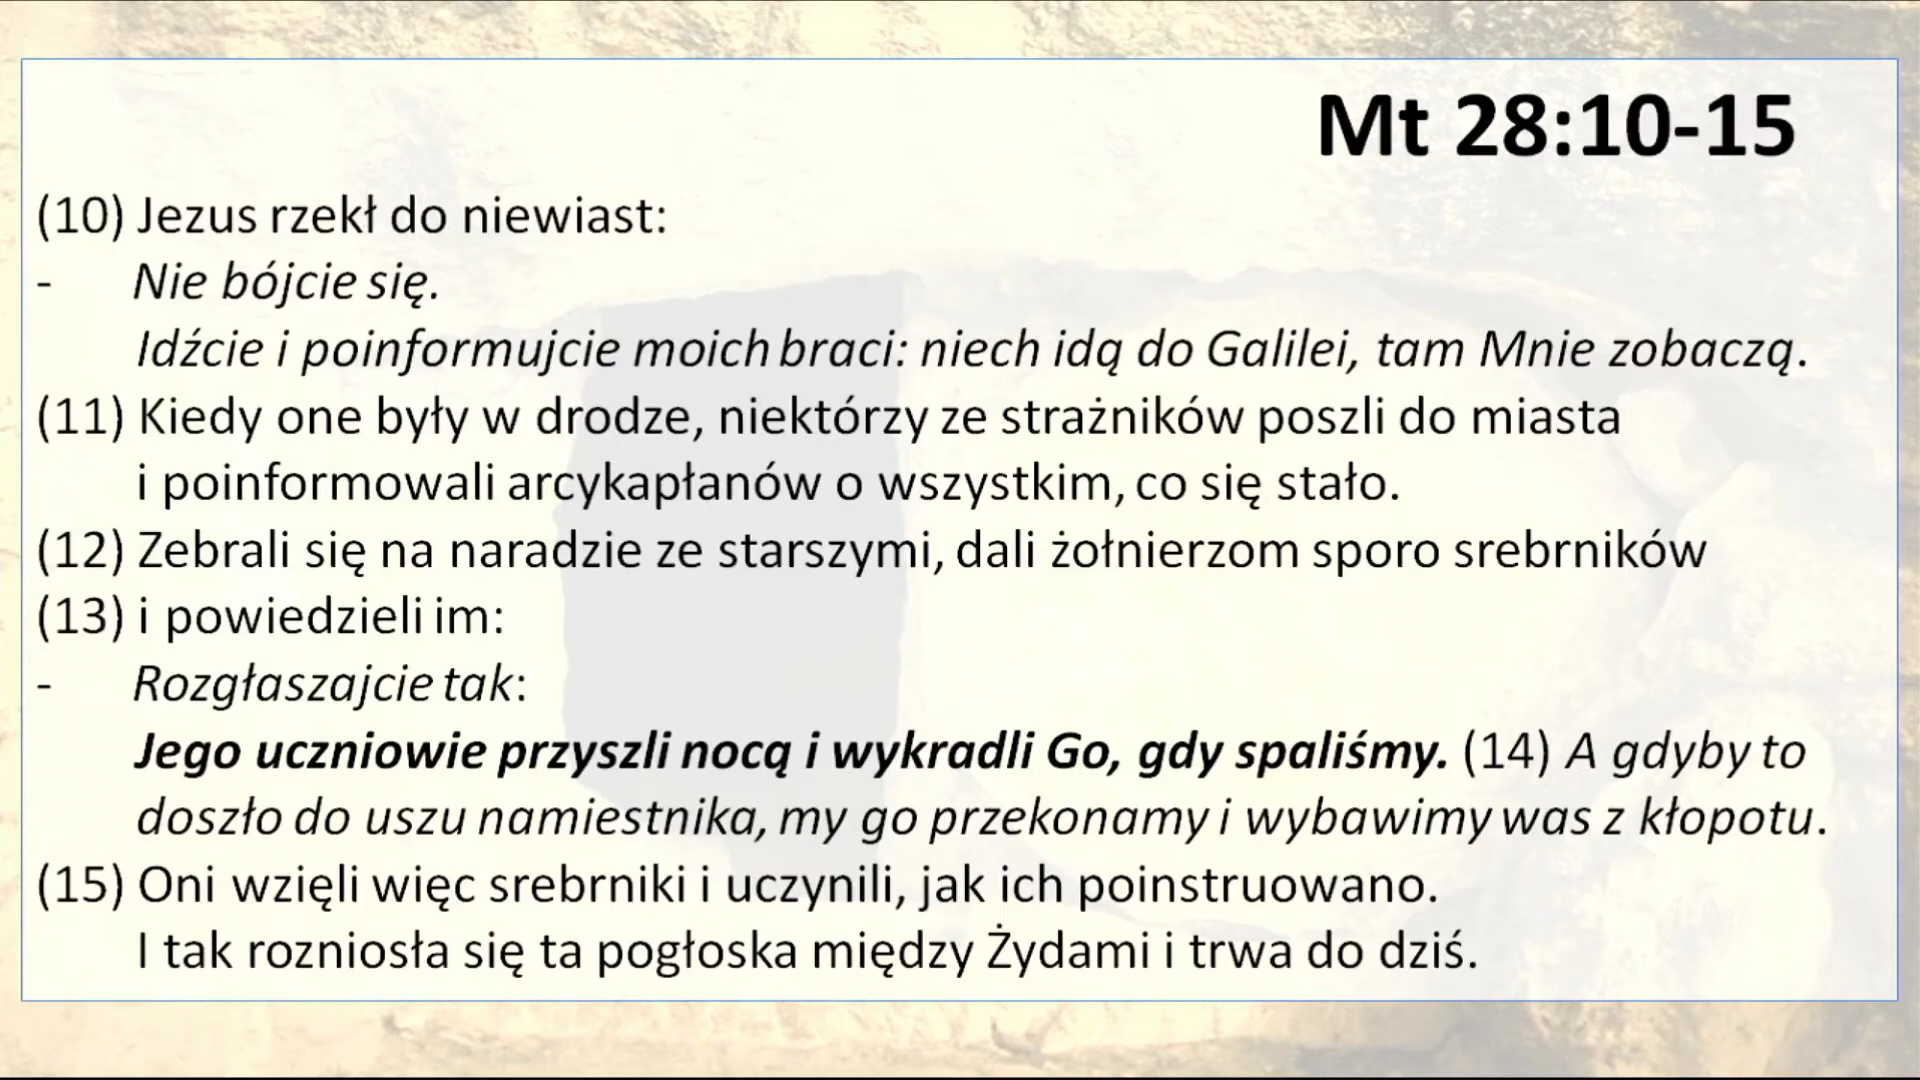 Mt 28:10-15
(10) Jezus rzekł do niewiast:
- Nie bójcie się.
Idźcie i poinformujcie moich braci: niech idą do Galilei, tam Mnie zobaczą.
(11) Kiedy one były w drodze, niektórzy ze strażników poszli do miasta
i poinformowali arcykapłanów o wszystkim, co się stało.
(12) Zebrali się na naradzie ze starszymi, dali żołnierzom sporo srebrników
(13) i powiedzieli im:
- Rozgłaszajcie tak:
Jego uczniowie przyszli nocą i wykradli Go, gdy spaliśmy. (14) A gdyby to
doszło do uszu namiestnika, my go przekonamy i wybawimy was z kłopotu.
(15) Oni wzięli więc srebrniki i uczynili, jak ich poinstruowano.
I tak rozniosła się ta pogłoska między Żydami i trwa do dziś.